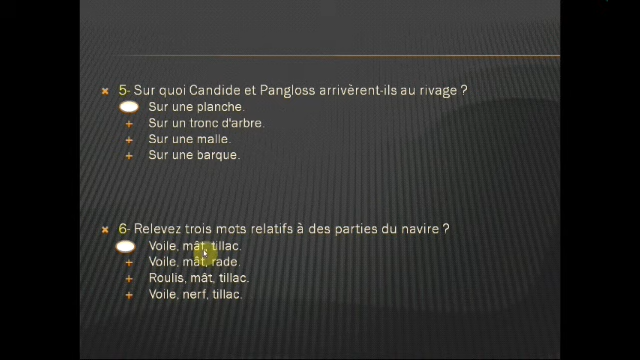 5- Sur quoi Candide et Pangloss arrivèrent-ils au rivage ?
Sur une planche.
+ Sur un tronc d'arbre.
+ Sur une malle.
+ Sur une barque.
6- Relevez trois mots relatifs à des parties du navire ?
Voile, mât, tillac.
+ Voile, mât, rade.
+ Roulis, mât, tillac.
+ Voile, nerf, tillac.